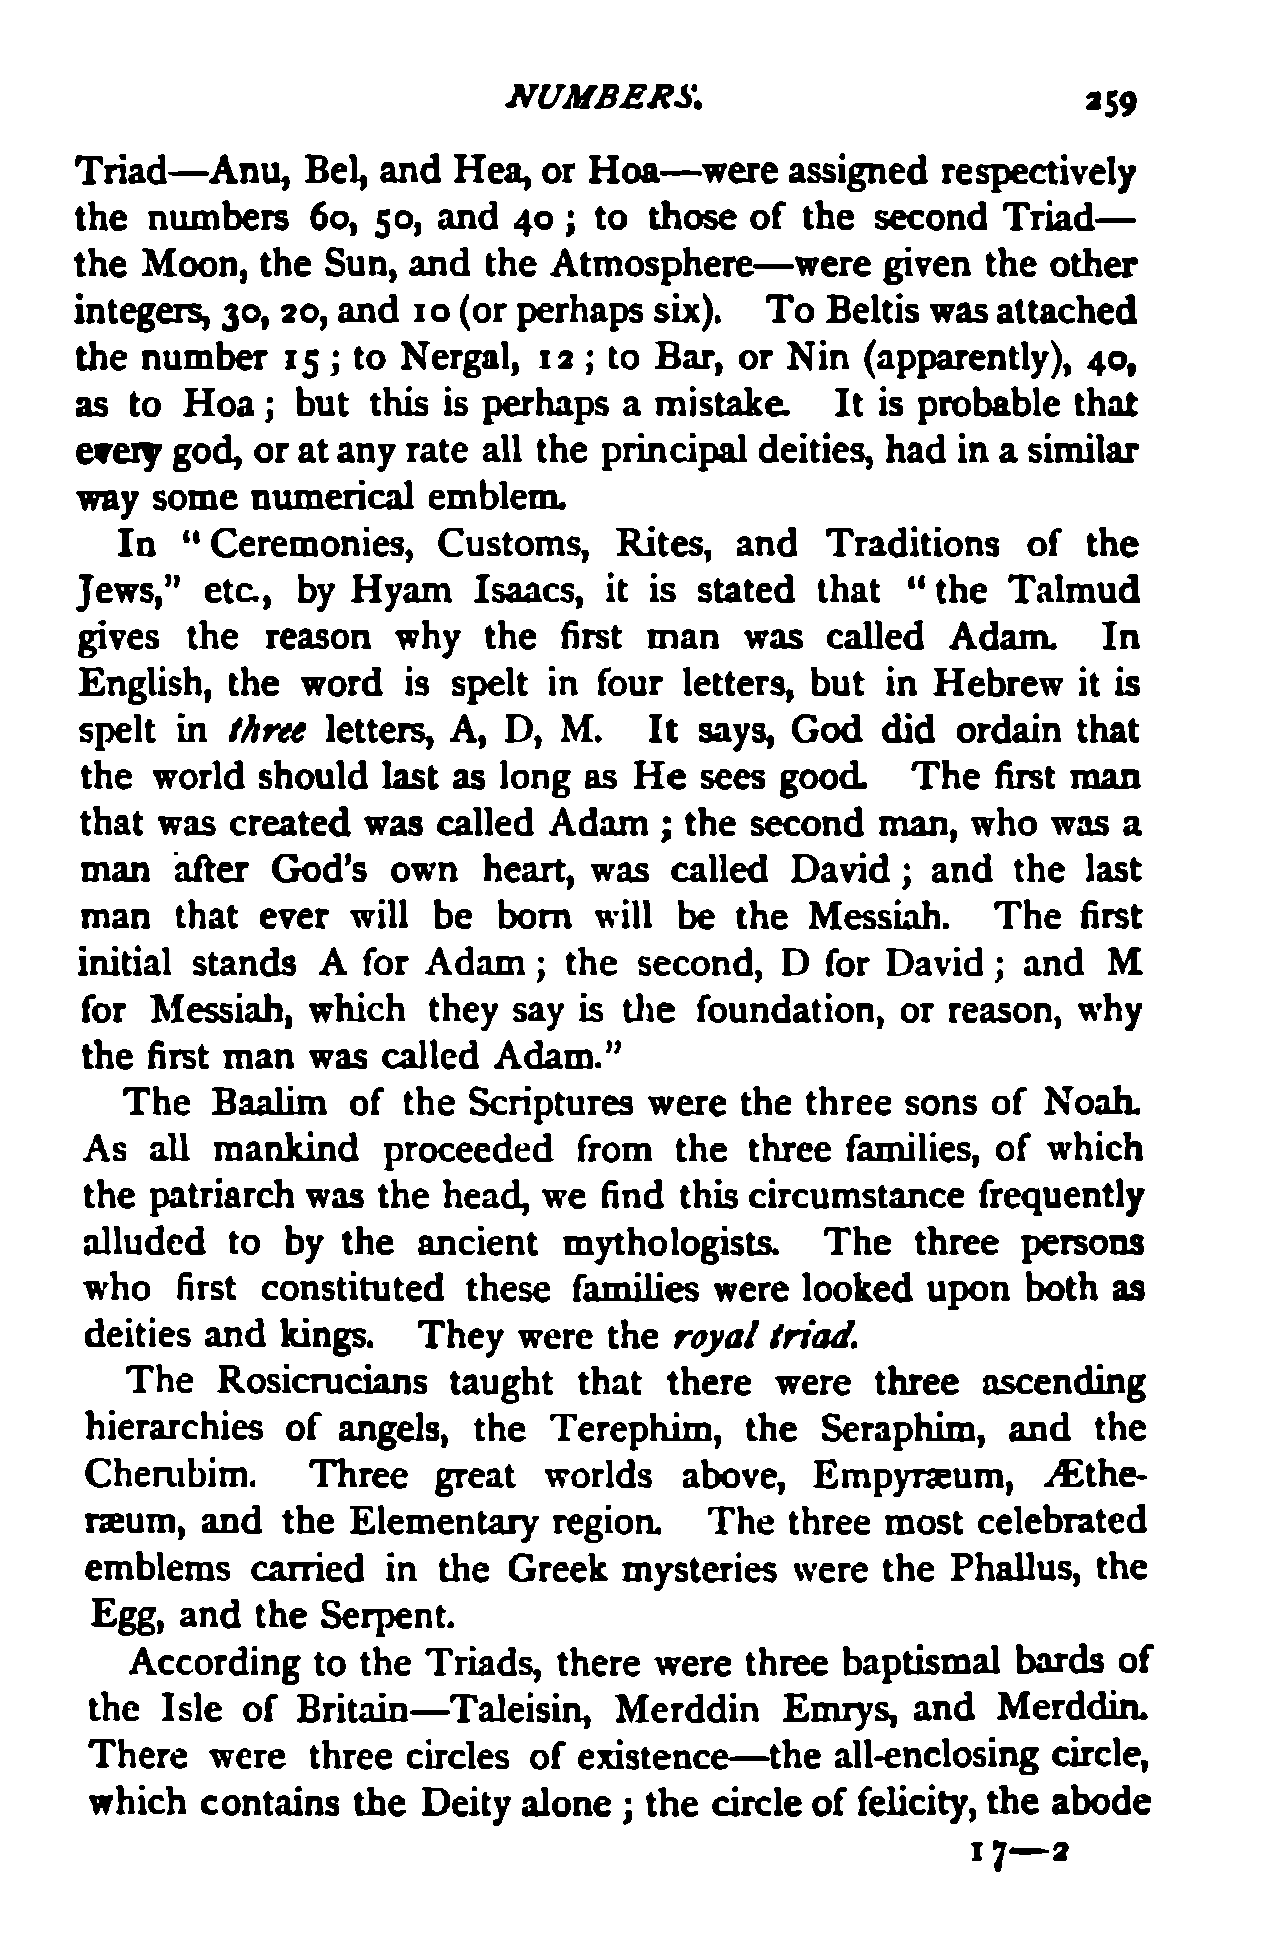 NUMBERS. 259
Triad—Anu, Bel, and Hea, or Hoa—were assigned respectively
the numbers 60, 50, and 40 ; to those of the second Triad—
the Moon, the Sun, and the Atmosphere—were given the other
integers, 30, 20, and 10 (or perhaps six). To Beltis was attached
the number 15 ; to Nergal, 12 ; to Bar, or Nin (apparently), 40,
as to Hoa ; but this is perhaps a mistake. It is probable that
every god, or at any rate all the principal deities, had in a similar
way some numerical emblem.
In " Ceremonies, Customs, Rites, and Traditions of the
Jews," etc., by Hyam Isaacs, it is stated that " the Talmud
gives the reason why the first man was called Adam. In
English, the word is spelt in four letters, but in Hebrew it is
spelt in three letters, A, D, M. It says, God did ordain that
the world should last as long as He sees good. The first man
that was created was called Adam ; the second man, who was a
man after God's own heart, was called David ; and the last
man that ever will be born will be the Messiah. The first
initial stands A for Adam ; the second, D for David ; and M
for Messiah, which they say is the foundation, or reason, why
the first man was called Adam."
The Baalim of the Scriptures were the three sons of Noah.
As all mankind proceeded from the three families, of which
the patriarch was the head, we find this circumstance frequently
alluded to by the ancient mythologists. The three persons
who first constituted these families were looked upon both as
deities and kings. They were the royal triad.
The Rosicrucians taught that there were three ascending
hierarchies of angels, the Terephim, the Seraphim, and the
Cherubim. Three great worlds above, Empyræum, Æthe-
ræum, and the Elementary region. The three most celebrated
emblems carried in the Greek mysteries were the Phallus, the
Egg, and the Serpent.
According to the Triads, there were three baptismal bards of
the Isle of Britain—Taleisin, Merddin Emrys, and Merddin.
There were three circles of existence—the all-enclosing circle,
which contains the Deity alone ; the circle of felicity, the abode
17—2